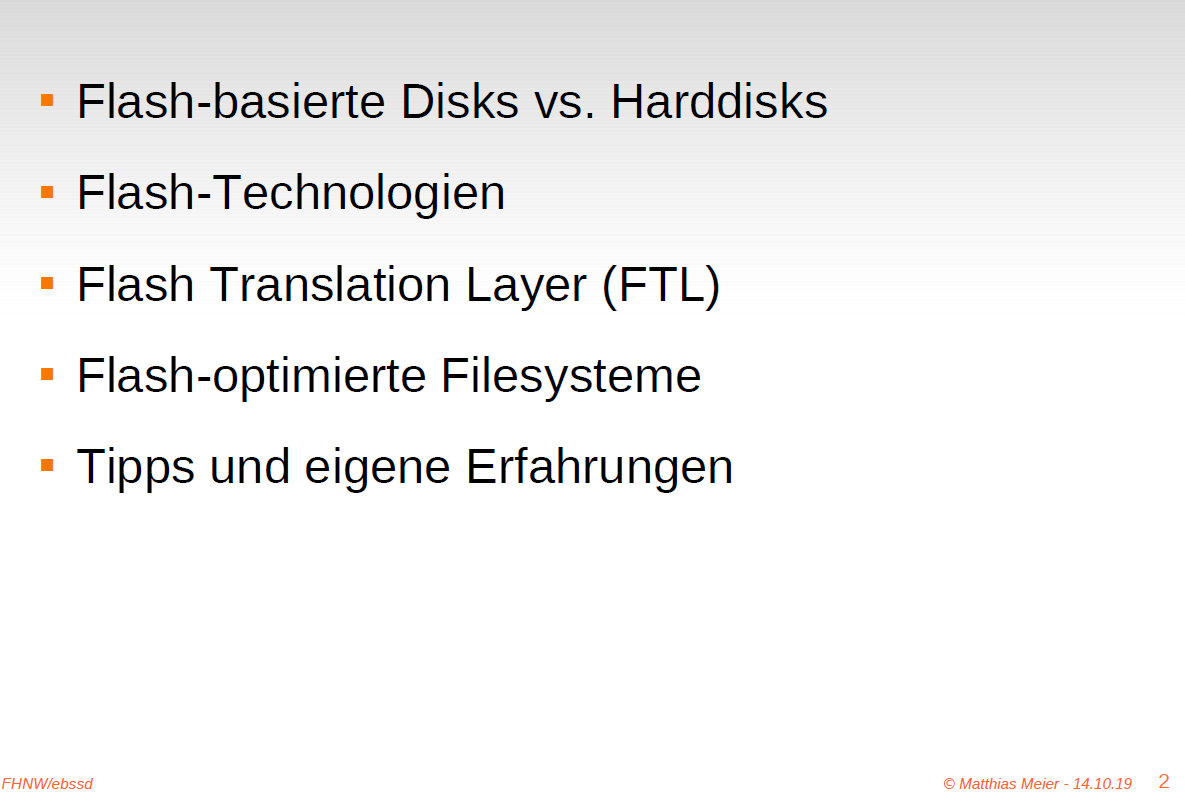 Flash-basierte Disks vs. Harddisks
Flash-Technologien
Flash Translation Layer (FTL)
Flash-optimierte Filesysteme
Tipps und eigene Erfahrungen
FHNW/ebssd
© Matthias Meier - 14.10.19 2